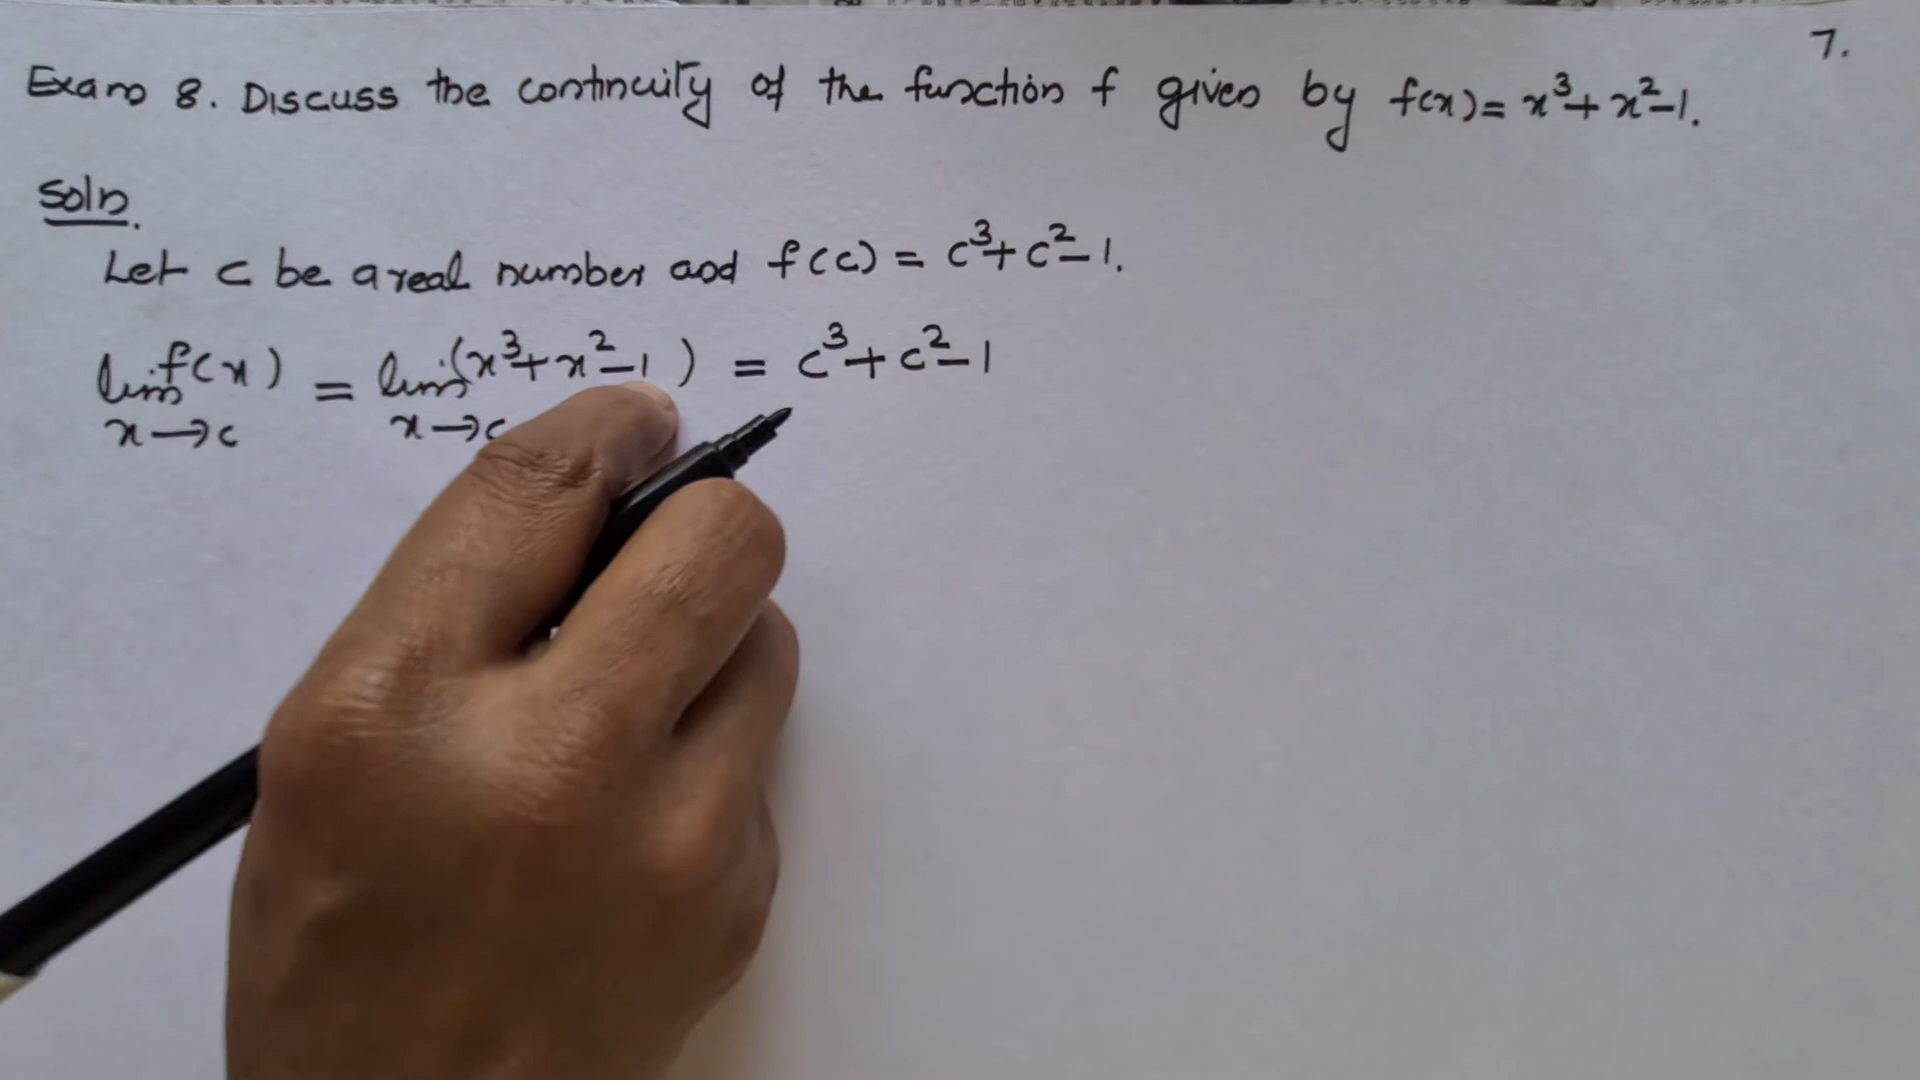 7.
Exam 8. Discuss the continuity of the function f given by f(x) = x³ + x² - 1.
Soln.
Let c be a real number and f(c) = c³ + c² - 1.
lim f(x) = lim (x³ + x² - 1) = c³ + c² - 1
x→c x→c